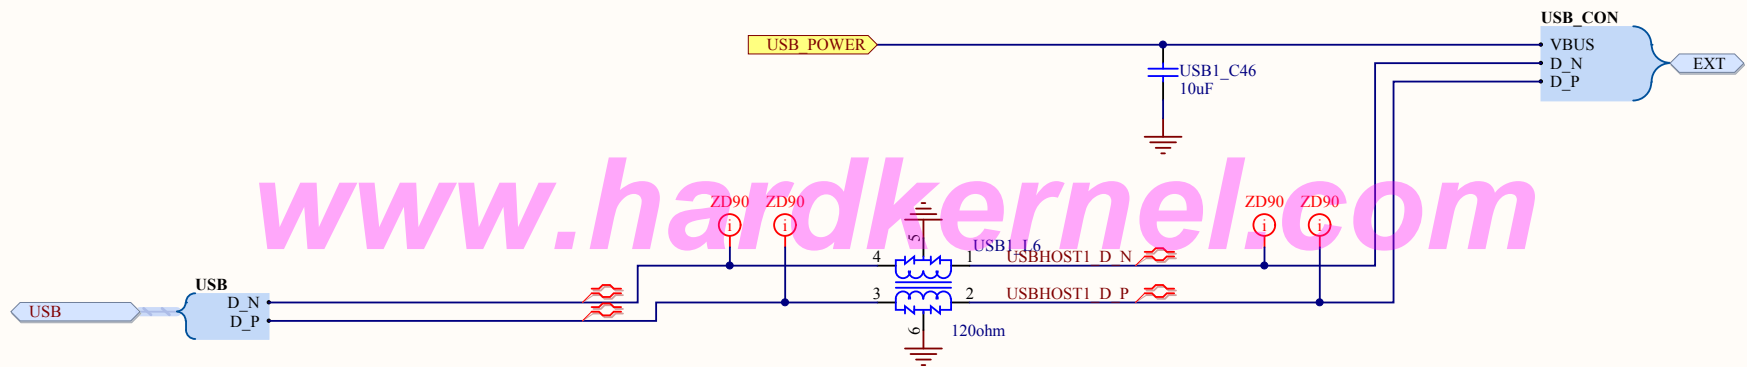 USB_CON
USB_POWER
VBUS
D_N
D_P
EXT
USB1_C46
10uF
www.hardkernel.com
ZD90
ZD90
ZD90
ZD90
i
i
i
i
5
USB1_L6
4
1
USBHOST1_D_N
USB
D_N
D_P
USB
3
2
USBHOST1_D_P
6
120ohm